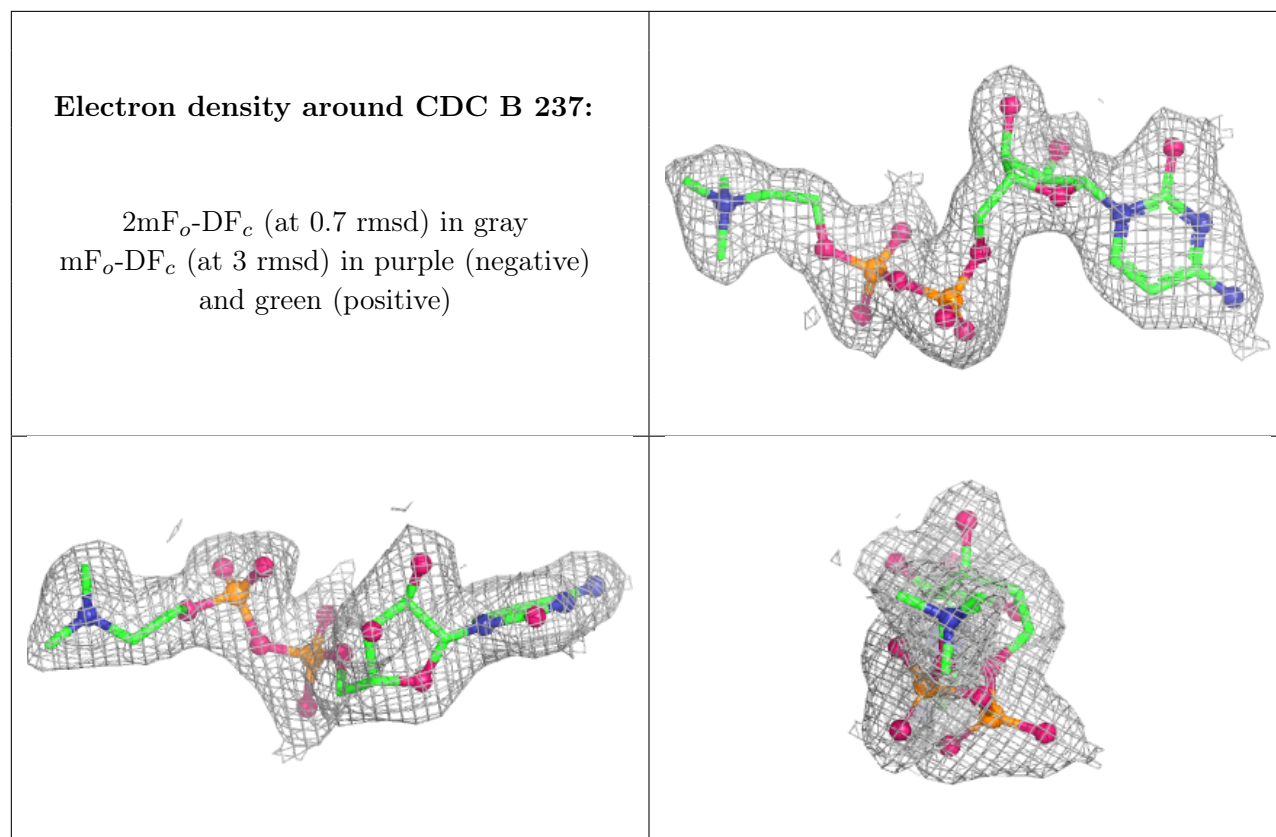 Electron density around CDC B 237:
2mFₒ-DF𝒸 (at 0.7 rmsd) in gray
mFₒ-DF𝒸 (at 3 rmsd) in purple (negative)
and green (positive)